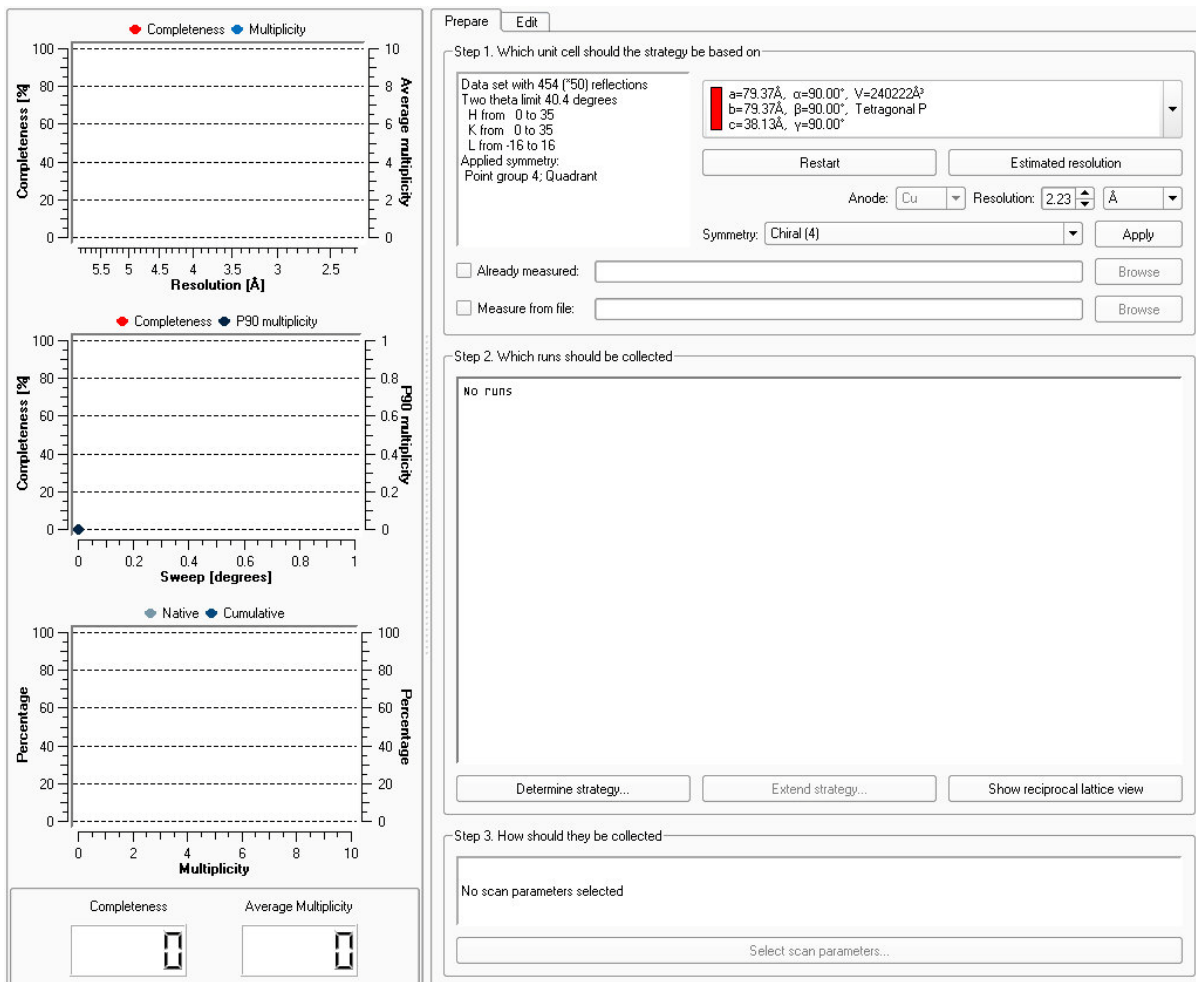 Completeness Multiplicity
100
80
60
40
20
0
10
8
6
4
2
0
Completeness [%]
Average multiplicity
5.5 5 4.5 4 3.5 3 2.5
Resolution [Å]
Completeness P90 multiplicity
100
80
60
40
20
0
1
0.8
0.6
0.4
0.2
0
Completeness [%]
P90 multiplicity
0 0.2 0.4 0.6 0.8 1
Sweep [degrees]
Native Cumulative
100
80
60
40
20
0
100
80
60
40
20
0
Percentage
Percentage
0 2 4 6 8 10
Multiplicity
Completeness Average Multiplicity
0 0
Prepare Edit
Step 1. Which unit cell should the strategy be based on
Data set with 454 (*50) reflections
Two theta limit 40.4 degrees
H from 0 to 35
K from 0 to 35
L from -16 to 16
Applied symmetry:
Point group 4; Quadrant
a=79.37Å, α=90.00°, V=240222Å³
b=79.37Å, β=90.00°, Tetragonal P
c=38.13Å, γ=90.00°
Restart Estimated resolution
Anode: Cu Resolution: 2.23 Å
Symmetry: Chiral (4) Apply
Already measured: Browse
Measure from file: Browse
Step 2. Which runs should be collected
No runs
Determine strategy... Extend strategy... Show reciprocal lattice view
Step 3. How should they be collected
No scan parameters selected
Select scan parameters...